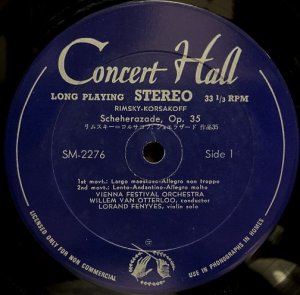 Concert Hall
LONG PLAYING STEREO 33 1/3 RPM
RIMSKY-KORSAKOFF
Scheherazade, Op. 35
リムスキー＝コルサコフ：シェエラザード 作品35
SM-2276 Side 1
1st movt.: Largo maestoso-Allegro non troppo
2nd movt.: Lento-Andantino-Allegro molto
VIENNA FESTIVAL ORCHESTRA
WILLEM VAN OTTERLOO, conductor
LORAND FENYVES, violin solo
LICENSED ONLY FOR NON COMMERCIAL
USE IN PHONOGRAPHS IN HOMES